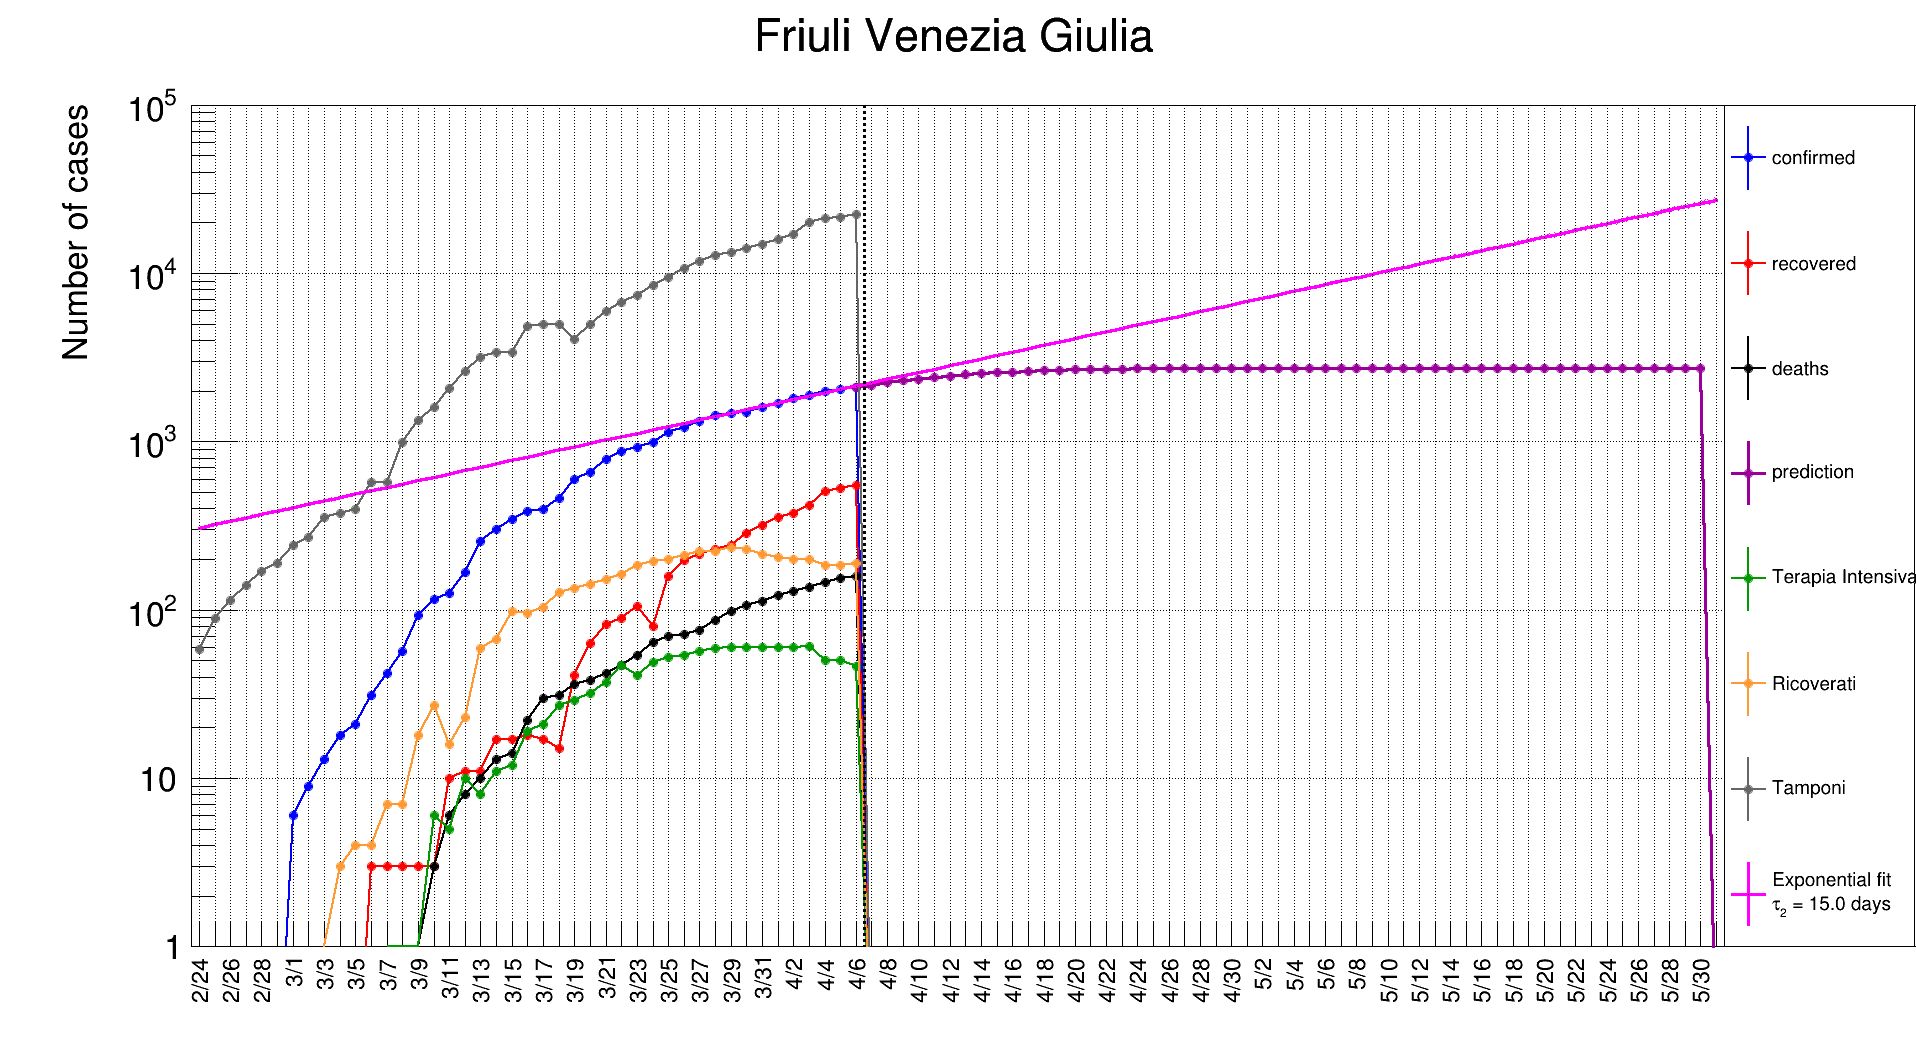 Friuli Venezia Giulia
Number of cases
10^5
10^4
10^3
10^2
10
1
2/24 2/26 2/28 3/1 3/3 3/5 3/7 3/9 3/11 3/13 3/15 3/17 3/19 3/21 3/23 3/25 3/27 3/29 3/31 4/2 4/4 4/6 4/8 4/10 4/12 4/14 4/16 4/18 4/20 4/22 4/24 4/26 4/28 4/30 5/2 5/4 5/6 5/8 5/10 5/12 5/14 5/16 5/18 5/20 5/22 5/24 5/26 5/28 5/30
confirmed
recovered
deaths
prediction
Terapia Intensiva
Ricoverati
Tamponi
Exponential fit
τ₂ = 15.0 days